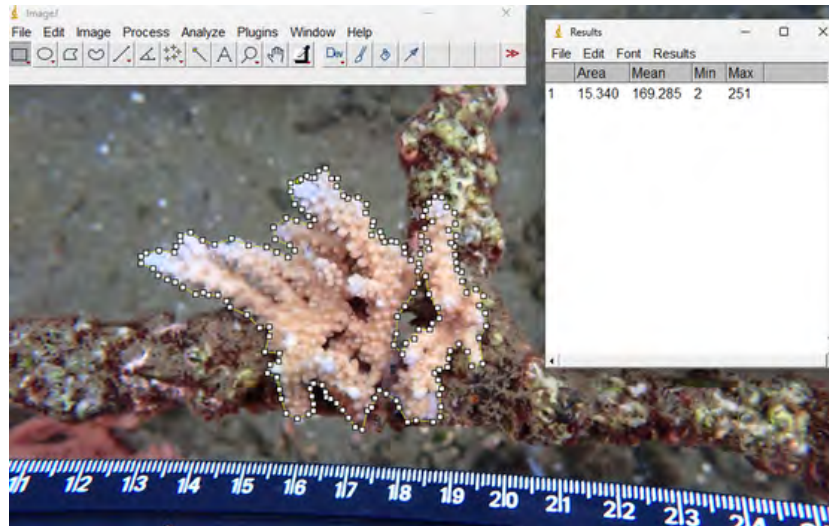 ImageJ
File Edit Image Process Analyze Plugins Window Help
A Dev >>
Results
File Edit Font Results
Area Mean Min Max
1 15.340 169.285 2 251
11 12 13 14 15 16 17 18 19 20 21 22 23